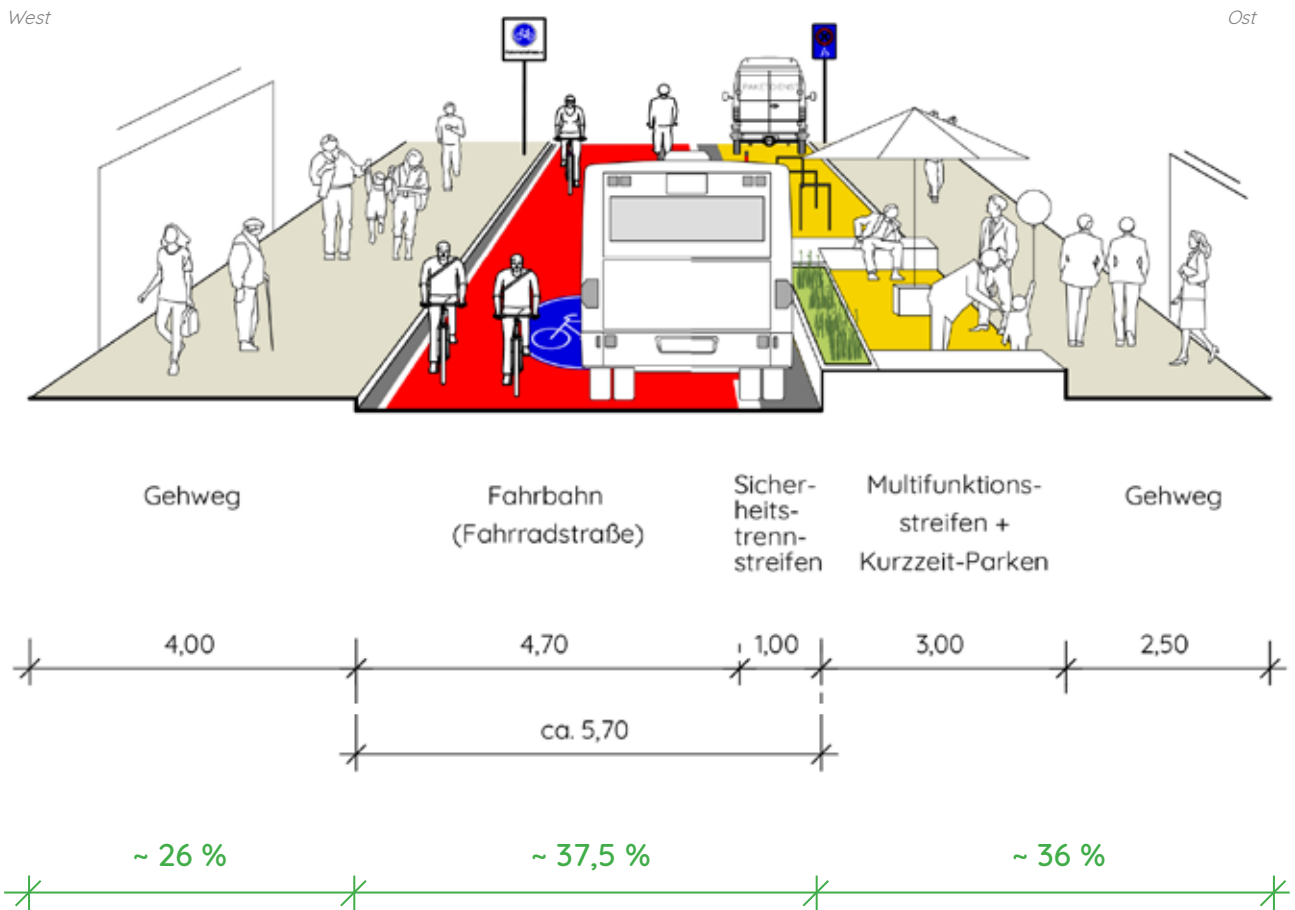 West
Ost
PAKETDIENST
Gehweg
Fahrbahn
(Fahrradstraße)
Sicher-
heits-
trenn-
streifen
Multifunktions-
streifen +
Kurzzeit-Parken
Gehweg
4,00
4,70
1,00
3,00
2,50
ca. 5,70
~ 26 %
~ 37,5 %
~ 36 %